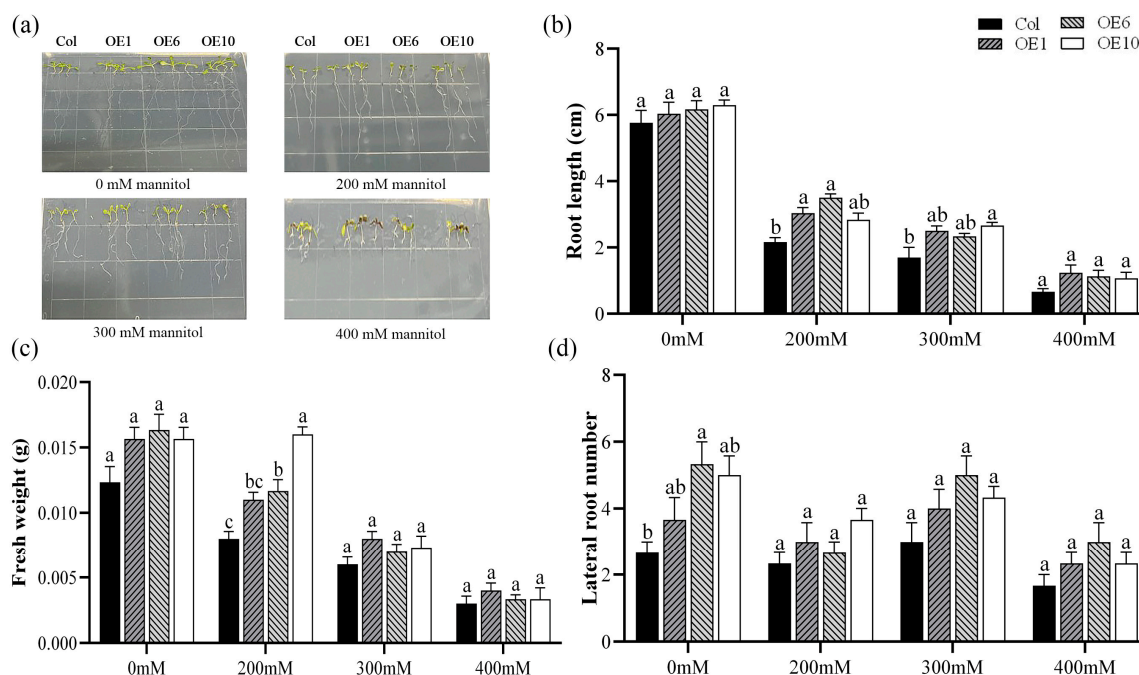 (a)
Col OE1 OE6 OE10
Col OE1 OE6 OE10
0 mM mannitol
200 mM mannitol
300 mM mannitol
400 mM mannitol
(b)
Col OE6
OE1 OE10
Root length (cm)
8
6
4
2
0
a a a a
b a a ab
b ab ab a
a a a a
0mM 200mM 300mM 400mM
(c)
Fresh weight (g)
0.020
0.015
0.010
0.005
0.000
a a a a
c bc b a
a a a a
a a a a
0mM 200mM 300mM 400mM
(d)
Lateral root number
8
6
4
2
0
b ab a ab
a a a a
a a a a
a a a a
0mM 200mM 300mM 400mM